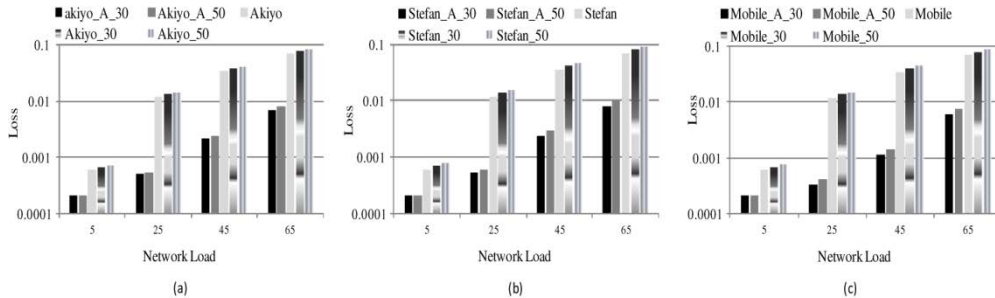 akiyo_A_30 Akiyo_A_50 Akiyo
Akiyo_30 Akiyo_50
0.1
0.01
0.001
0.0001
Loss
5 25 45 65
Network Load
(a)
Stefan_A_30 Stefan_A_50 Stefan
Stefan_30 Stefan_50
0.1
0.01
0.001
0.0001
Loss
5 25 45 65
Network Load
(b)
Mobile_A_30 Mobile_A_50 Mobile
Mobile_30 Mobile_50
0.1
0.01
0.001
0.0001
Loss
5 25 45 65
Network Load
(c)